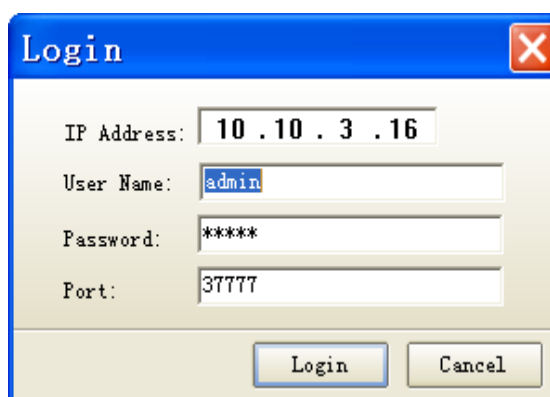 Login
IP Address: 10 . 10 . 3 . 16
User Name: admin
Password: *****
Port: 37777
Login Cancel